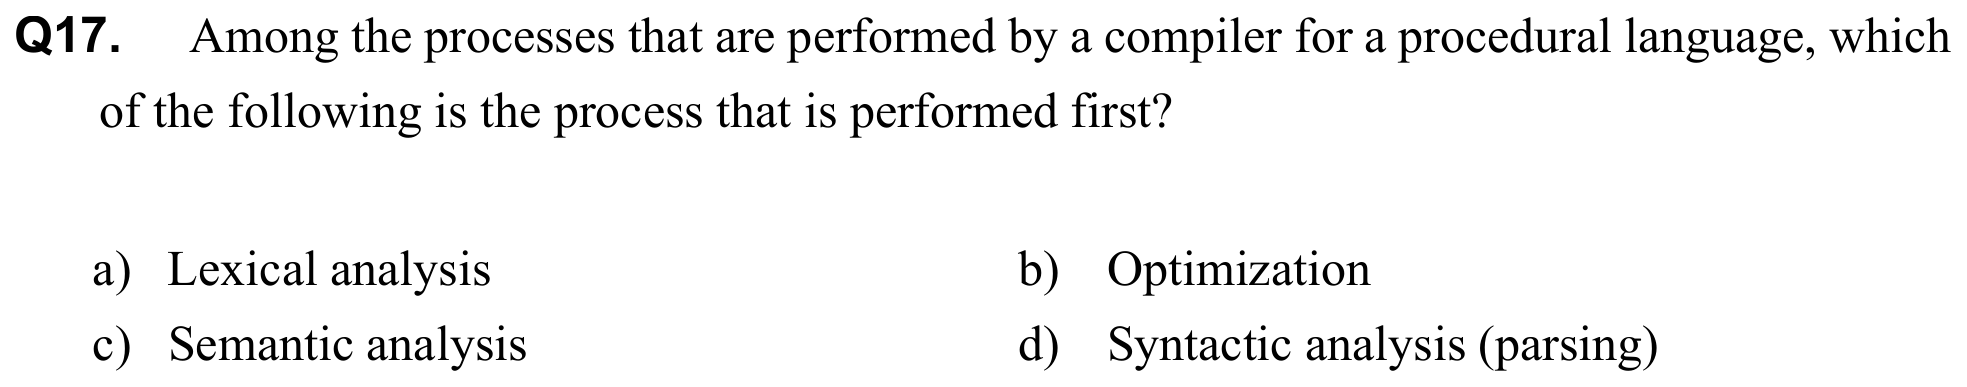 Q17. Among the processes that are performed by a compiler for a procedural language, which
of the following is the process that is performed first?
a) Lexical analysis b) Optimization
c) Semantic analysis d) Syntactic analysis (parsing)